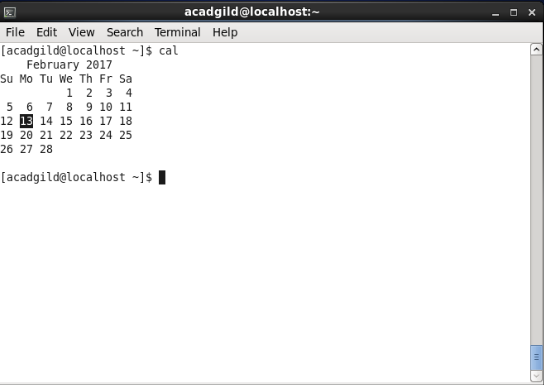 acadgild@localhost:~
File Edit View Search Terminal Help
[acadgild@localhost ~]$ cal
    February 2017
Su Mo Tu We Th Fr Sa
          1  2  3  4
 5  6  7  8  9 10 11
12 13 14 15 16 17 18
19 20 21 22 23 24 25
26 27 28
[acadgild@localhost ~]$